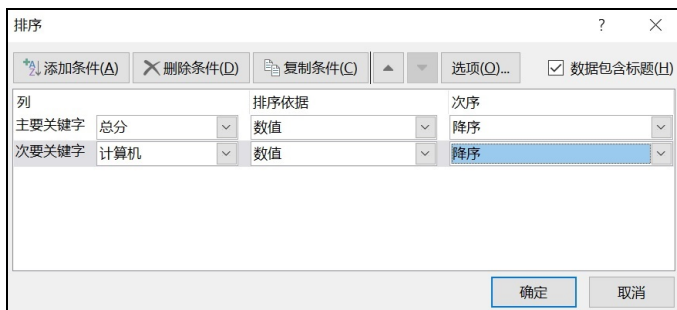 排序 ? ×
添加条件(A) 删除条件(D) 复制条件(C) 选项(O)... 数据包含标题(H)
列 排序依据 次序
主要关键字 总分 数值 降序
次要关键字 计算机 数值 降序
确定 取消